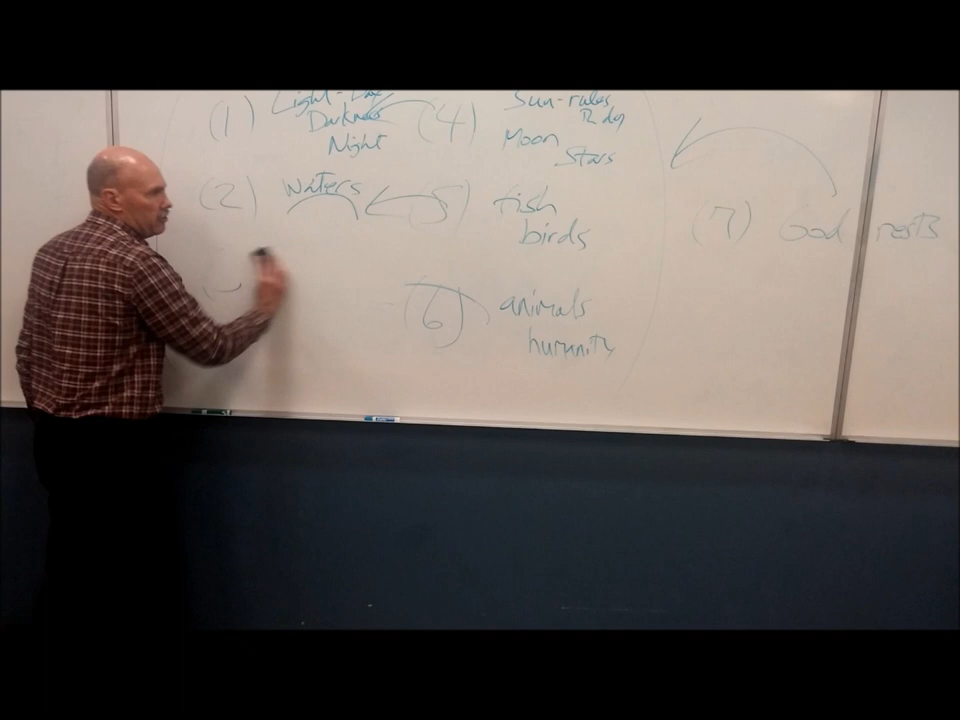 (1) Light - Day
Darkness
Night
(4) Sun - rules
Moon
Stars
(2) Waters
5) fish
birds
(6) animals
humanity
(7) God rests